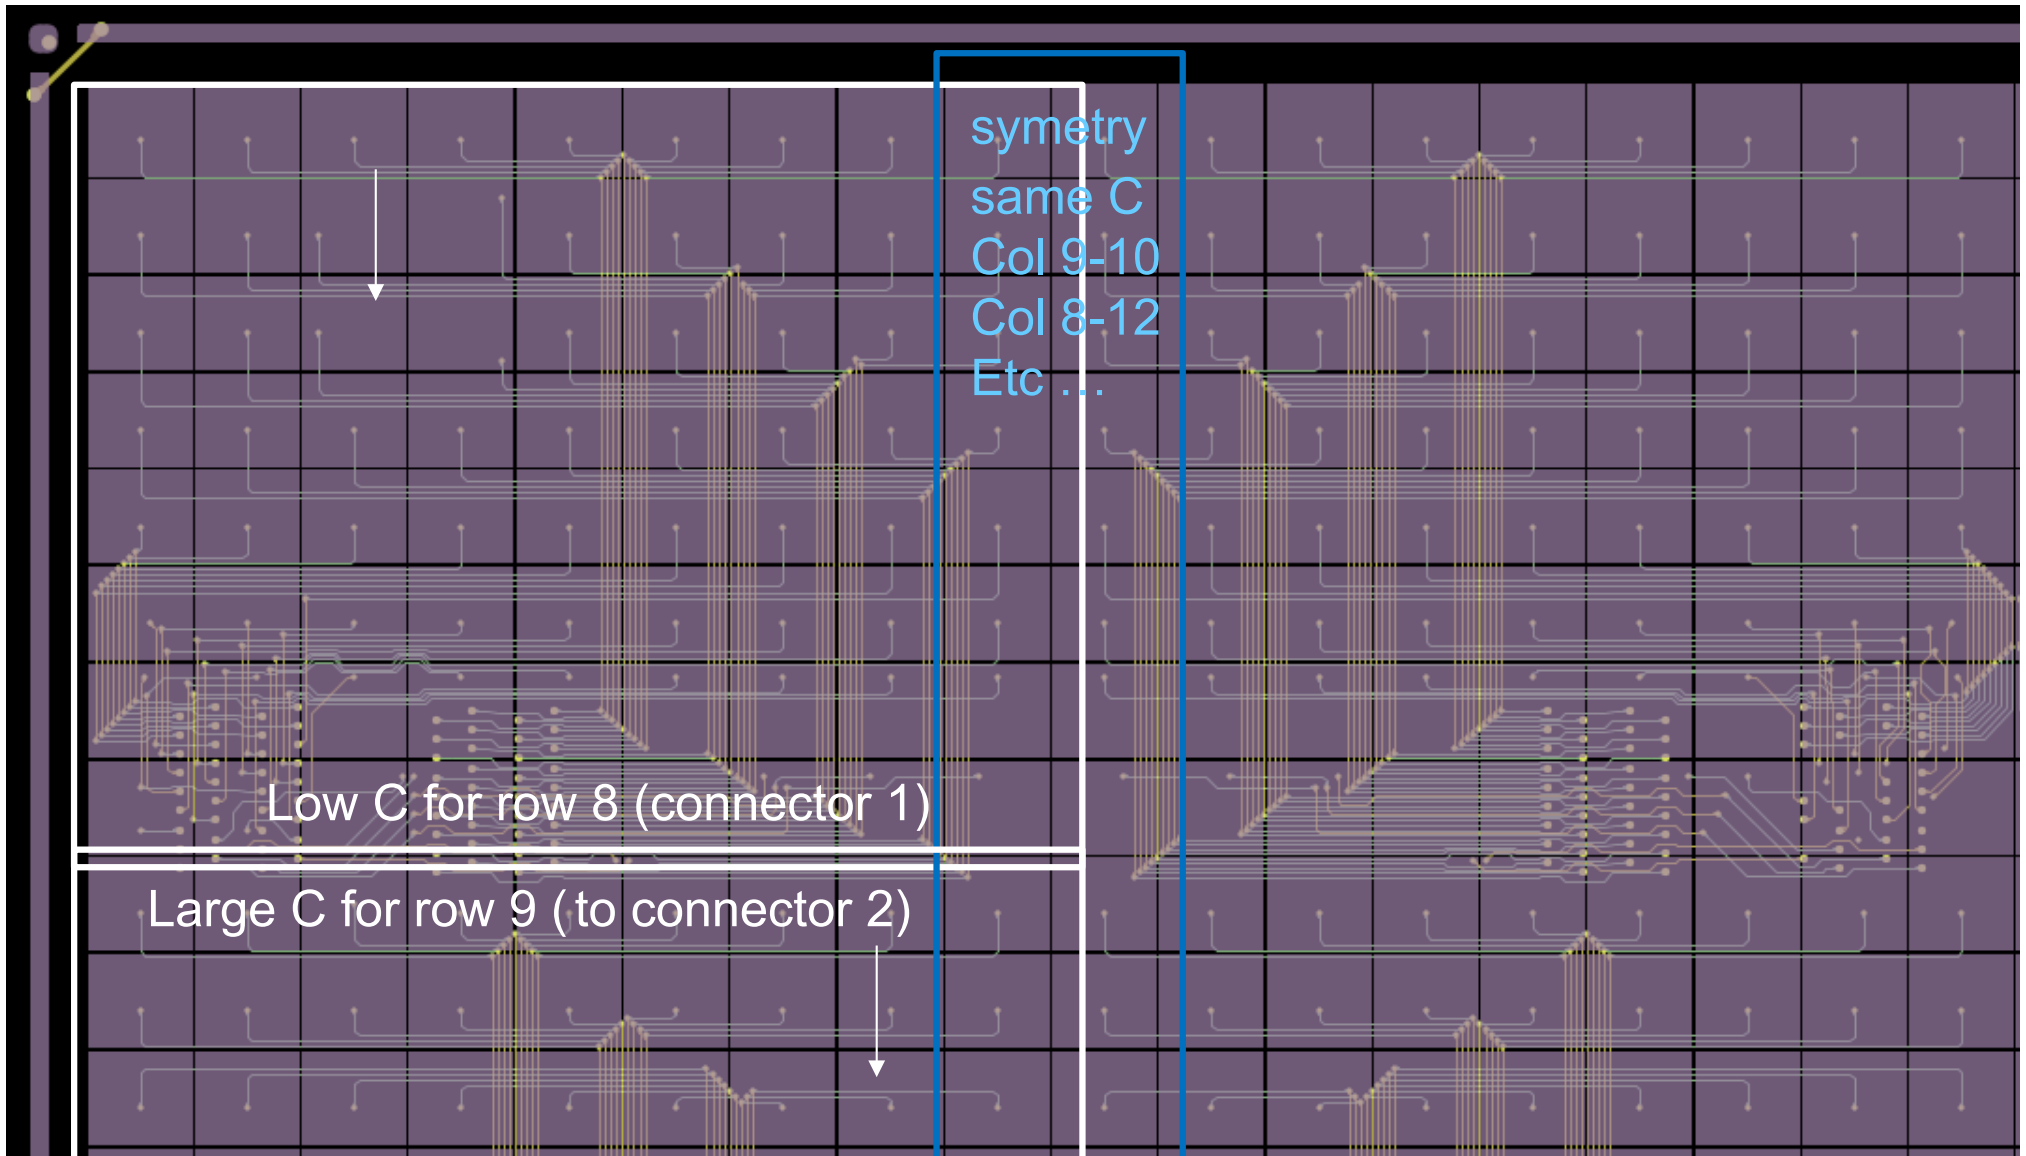 symetry
same C
Col 9-10
Col 8-12
Etc …
Low C for row 8 (connector 1)
Large C for row 9 (to connector 2)